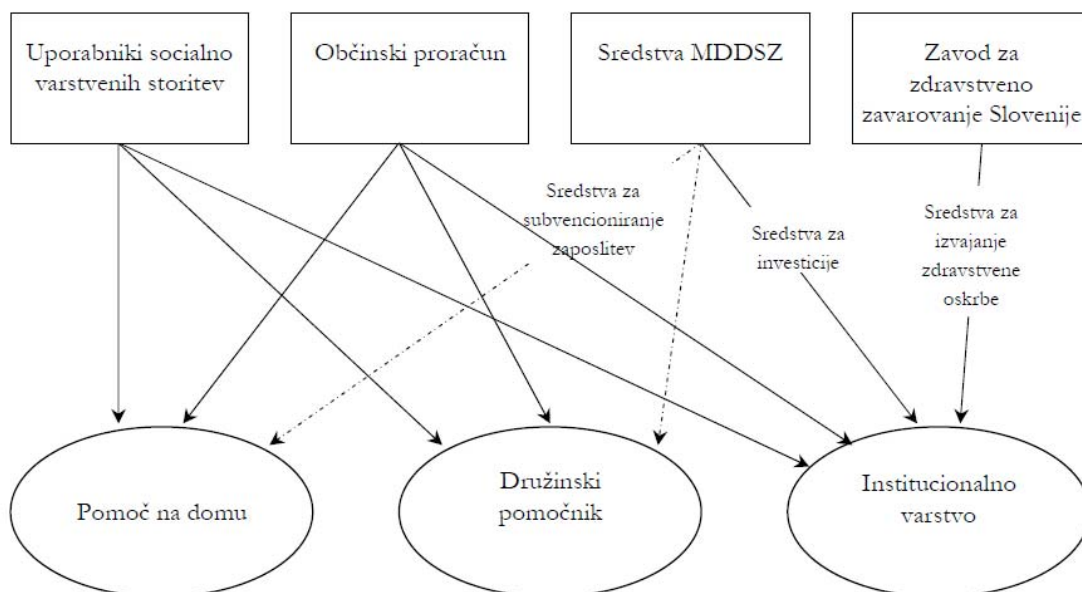 Uporabniki socialno
varstvenih storitev
Občinski proračun
Sredstva MDDSZ
Zavod za
zdravstveno
zavarovanje Slovenije
Sredstva za
subvencioniranje
zaposlitev
Sredstva za
investicije
Sredstva za
izvajanje
zdravstvene
oskrbe
Pomoč na domu
Družinski
pomočnik
Institucionalno
varstvo